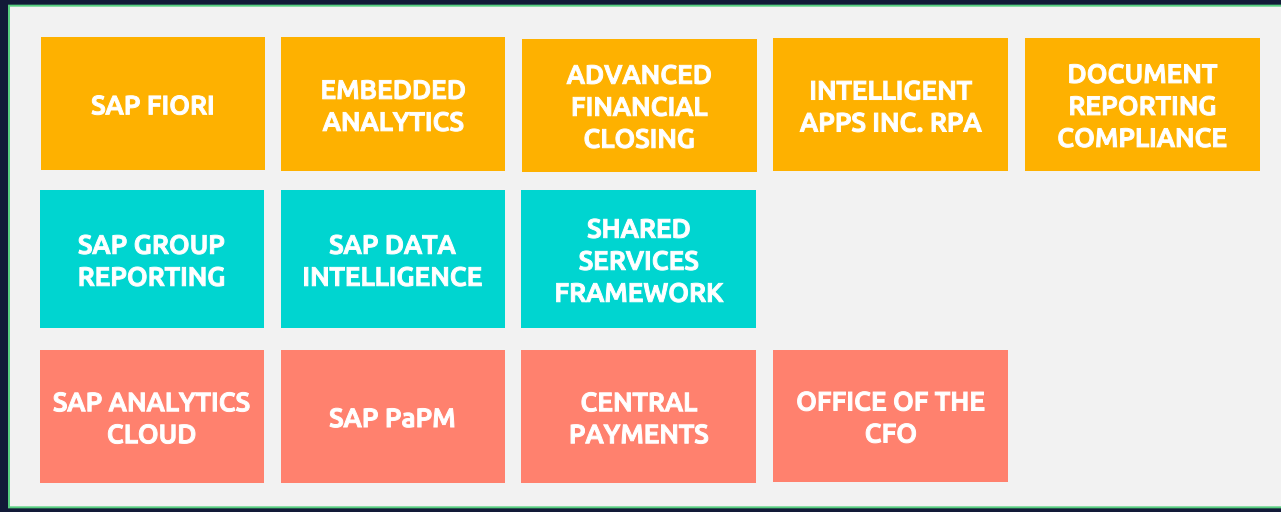 SAP FIORI
EMBEDDED
ANALYTICS
ADVANCED
FINANCIAL
CLOSING
INTELLIGENT
APPS INC. RPA
DOCUMENT
REPORTING
COMPLIANCE
SAP GROUP
REPORTING
SAP DATA
INTELLIGENCE
SHARED
SERVICES
FRAMEWORK
SAP ANALYTICS
CLOUD
SAP PaPM
CENTRAL
PAYMENTS
OFFICE OF THE
CFO